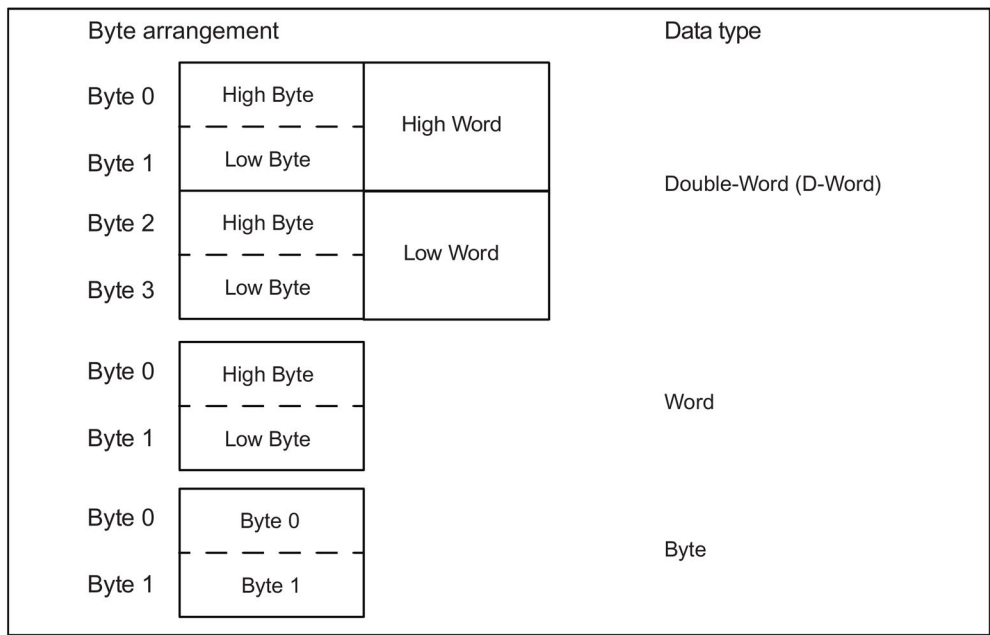 Byte arrangement Data type
Byte 0 High Byte
High Word
Byte 1 Low Byte
Double-Word (D-Word)
Byte 2 High Byte
Low Word
Byte 3 Low Byte
Byte 0 High Byte
Word
Byte 1 Low Byte
Byte 0 Byte 0
Byte
Byte 1 Byte 1